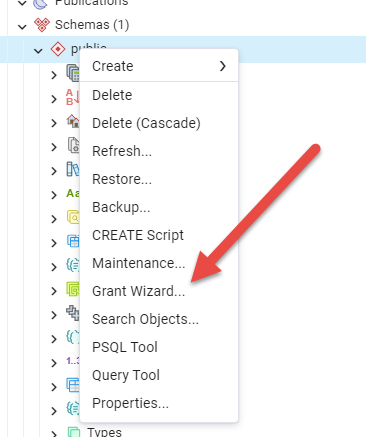 Publications
Schemas (1)
public
Create
Delete
Delete (Cascade)
Refresh...
Restore...
Backup...
CREATE Script
Maintenance...
Grant Wizard...
Search Objects...
PSQL Tool
Query Tool
Properties...
Types